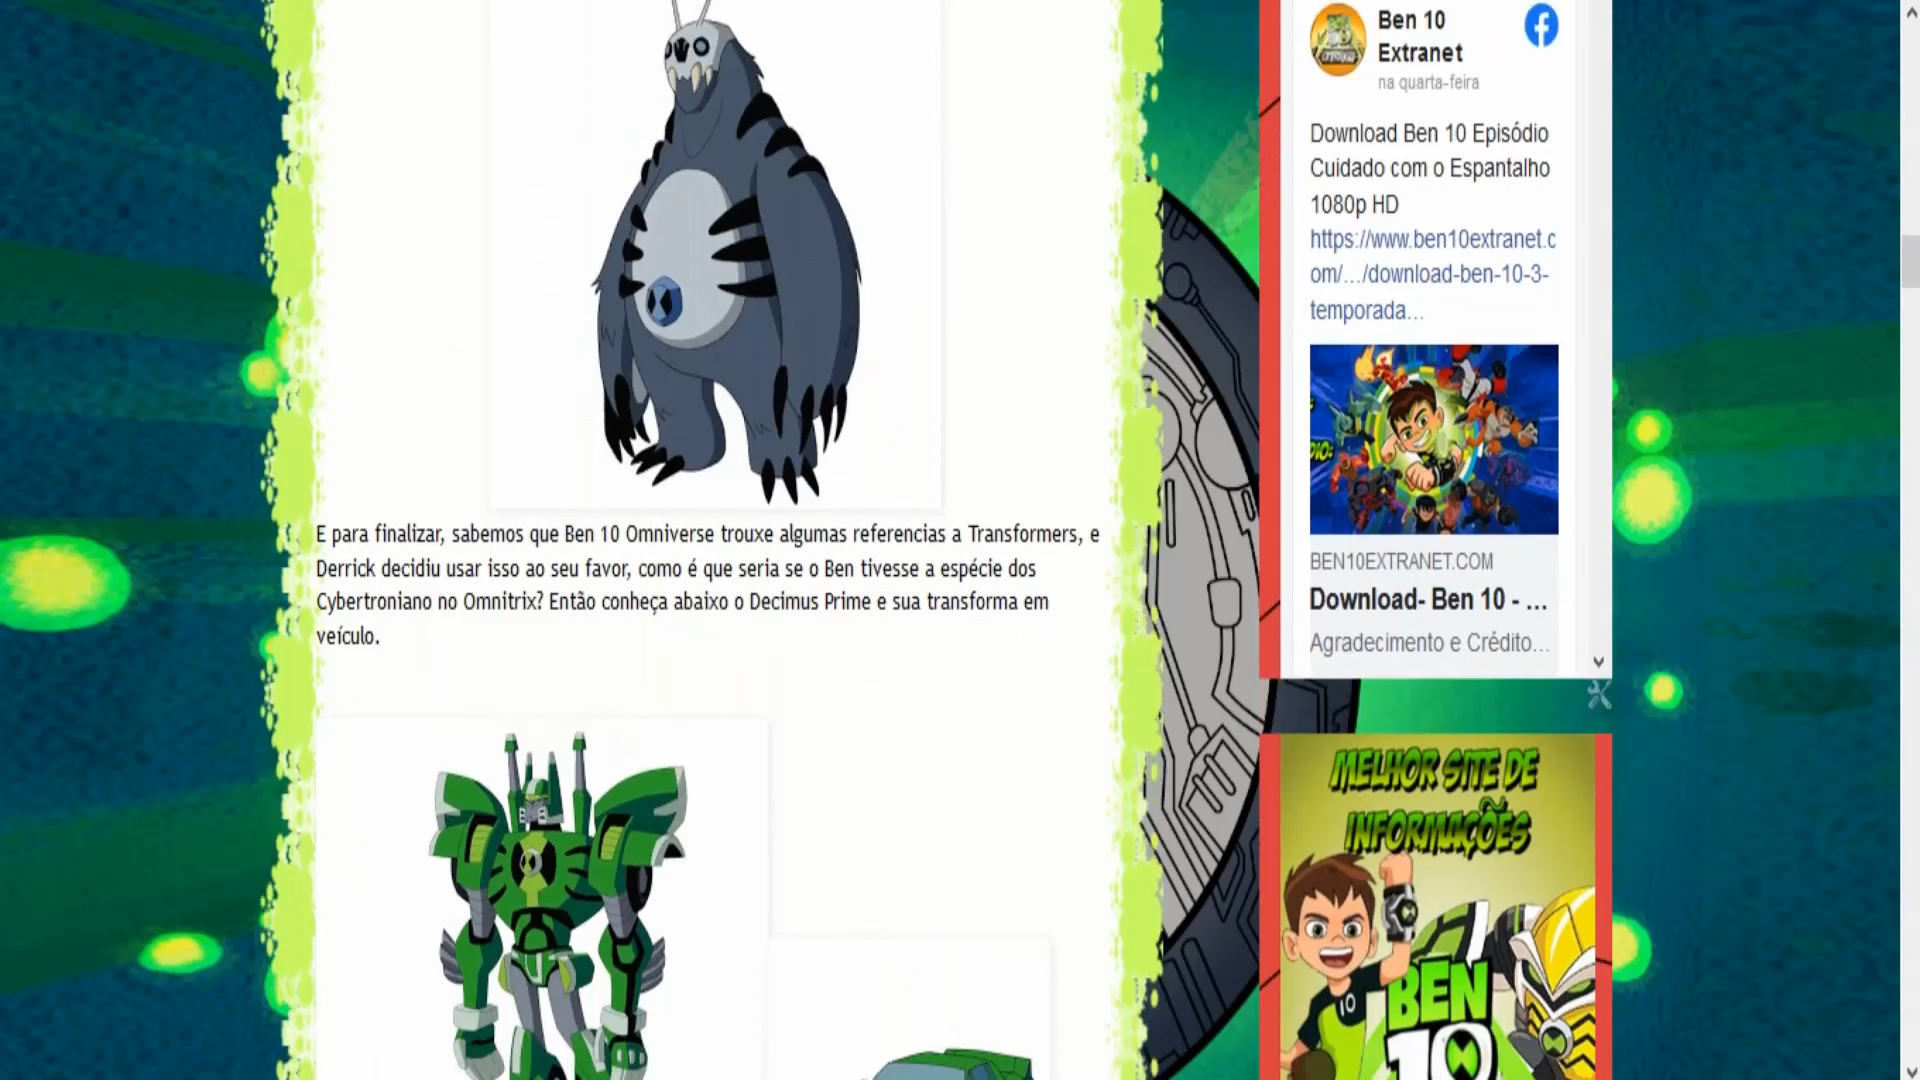 E para finalizar, sabemos que Ben 10 Omniverse trouxe algumas referencias a Transformers, e
Derrick decidiu usar isso ao seu favor, como é que seria se o Ben tivesse a espécie dos
Cybertroniano no Omnitrix? Então conheça abaixo o Decimus Prime e sua transforma em
veículo.
Ben 10
Extranet
na quarta-feira
Download Ben 10 Episódio
Cuidado com o Espantalho
1080p HD
https://www.ben10extranet.c
om/…/download-ben-10-3-
temporada…
BEN10EXTRANET.COM
Download- Ben 10 - ...
Agradecimento e Crédito...
MELHOR SITE DE
INFORMAÇÕES
10
BEN
10